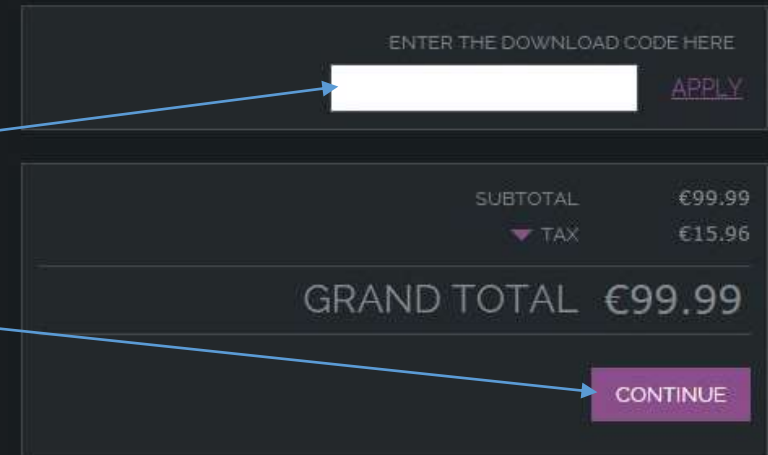 ENTER THE DOWNLOAD CODE HERE
APPLY
SUBTOTAL €99.99
TAX €15.96
GRAND TOTAL €99.99
CONTINUE